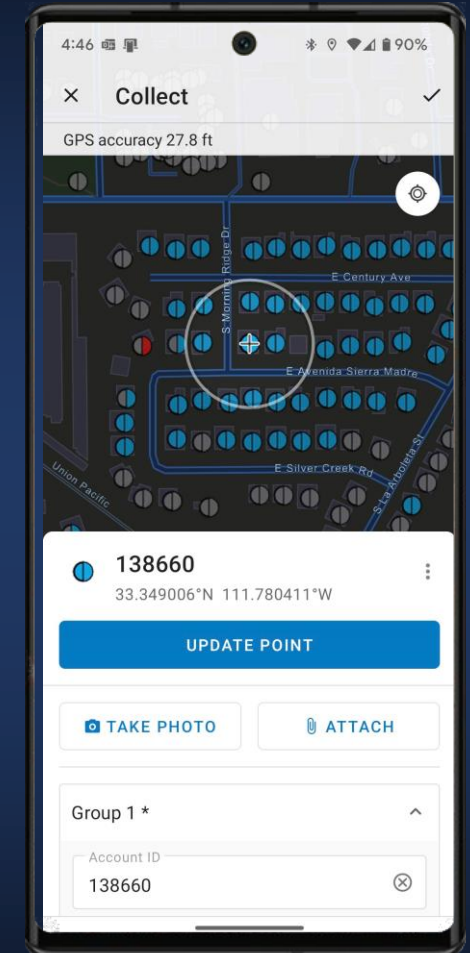 4:46 90%
Collect
GPS accuracy 27.8 ft
S Morning Ridge Dr
E Century Ave
E Avenida Sierra Madre
Union Pacific
E Silver Creek Rd
S La Arboleta St
138660
33.349006°N 111.780411°W
UPDATE POINT
TAKE PHOTO ATTACH
Group 1 *
Account ID
138660